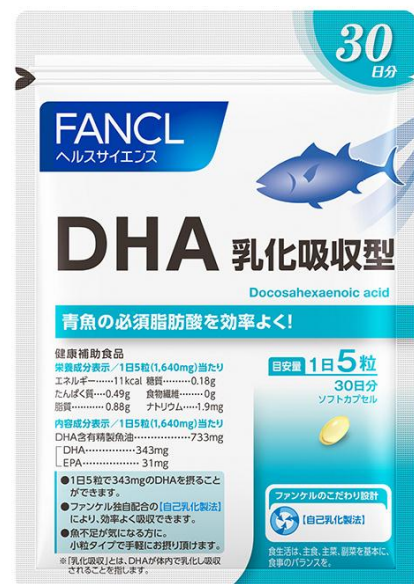 30
日分
FANCL
ヘルスサイエンス
DHA 乳化吸収型
Docosahexaenoic acid
青魚の必須脂肪酸を効率よく!
健康補助食品
栄養成分表示/1日5粒(1,640mg)当たり
エネルギー……11kcal 糖質………0.18g
たんぱく質…0.49g 食物繊維………0g
脂質…………0.88g ナトリウム…1.9mg
内容成分表示/1日5粒(1,640mg)当たり
DHA含有精製魚油………………733mg
DHA………………343mg
EPA……………… 31mg
目安量 1日5粒
30日分
ソフトカプセル
●1日5粒で343mgのDHAを摂ること
ができます。
●ファンケル独自配合の【自己乳化製法】
により、効率よく吸収できます。
●魚不足が気になる方に。
小粒タイプで手軽にお摂り頂けます。
※「乳化吸収」とは、DHAが体内で乳化し吸収
されることを指します。
ファンケルのこだわり設計
【自己乳化製法】
食生活は、主食、主菜、副菜を基本に、
食事のバランスを。